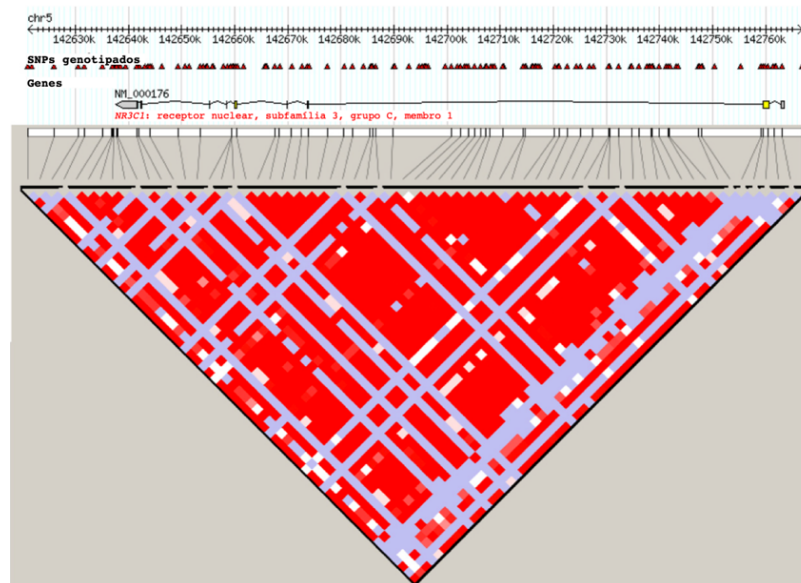 chr5
142630k 142640k 142650k 142660k 142670k 142680k 142690k 142700k 142710k 142720k 142730k 142740k 142750k 142760k
SNPs genotipados
Genes
NM_000176
NR3C1: receptor nuclear, subfamília 3, grupo C, membro 1